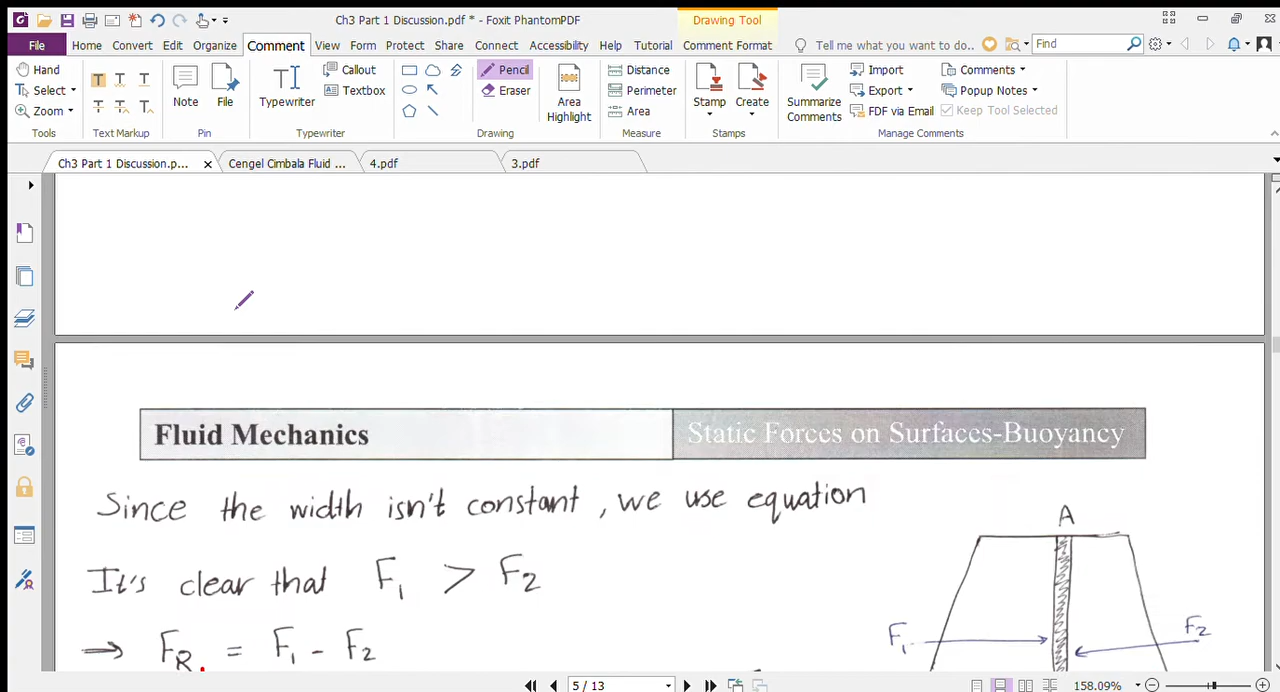 Ch3 Part 1 Discussion.pdf * - Foxit PhantomPDF
Drawing Tool
File Home Convert Edit Organize Comment View Form Protect Share Connect Accessibility Help Tutorial Comment Format Tell me what you want to do.. Find
Hand
Select
Zoom
Tools
Text Markup
Note
File
Pin
Typewriter
Callout
Textbox
Typewriter
Pencil
Eraser
Drawing
Area
Highlight
Distance
Perimeter
Area
Measure
Stamp
Create
Stamps
Summarize
Comments
Import
Export
FDF via Email
Comments
Popup Notes
Keep Tool Selected
Manage Comments
Ch3 Part 1 Discussion.p... Cengel Cimbala Fluid ... 4.pdf 3.pdf
Fluid Mechanics Static Forces on Surfaces-Buoyancy
Since the width isn't constant , we use equation
A
It's clear that F1 > F2
F1
F2
⇒ FR = F1 - F2
5 / 13
158.09%